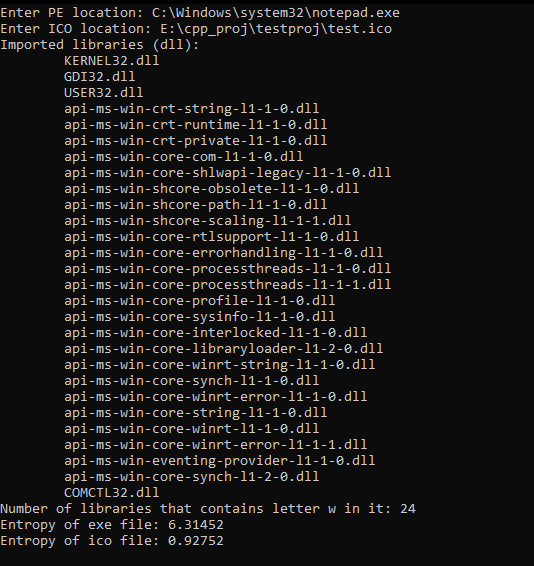 Enter PE location: C:\Windows\system32\notepad.exe
Enter ICO location: E:\cpp_proj\testproj\test.ico
Imported libraries (dll):
KERNEL32.dll
GDI32.dll
USER32.dll
api-ms-win-crt-string-l1-1-0.dll
api-ms-win-crt-runtime-l1-1-0.dll
api-ms-win-crt-private-l1-1-0.dll
api-ms-win-core-com-l1-1-0.dll
api-ms-win-core-shlwapi-legacy-l1-1-0.dll
api-ms-win-shcore-obsolete-l1-1-0.dll
api-ms-win-shcore-path-l1-1-0.dll
api-ms-win-shcore-scaling-l1-1-1.dll
api-ms-win-core-rtlsupport-l1-1-0.dll
api-ms-win-core-errorhandling-l1-1-0.dll
api-ms-win-core-processthreads-l1-1-0.dll
api-ms-win-core-processthreads-l1-1-1.dll
api-ms-win-core-profile-l1-1-0.dll
api-ms-win-core-sysinfo-l1-1-0.dll
api-ms-win-core-interlocked-l1-1-0.dll
api-ms-win-core-libraryloader-l1-2-0.dll
api-ms-win-core-winrt-string-l1-1-0.dll
api-ms-win-core-synch-l1-1-0.dll
api-ms-win-core-winrt-error-l1-1-0.dll
api-ms-win-core-string-l1-1-0.dll
api-ms-win-core-winrt-l1-1-0.dll
api-ms-win-core-winrt-error-l1-1-1.dll
api-ms-win-eventing-provider-l1-1-0.dll
api-ms-win-core-synch-l1-2-0.dll
COMCTL32.dll
Number of libraries that contains letter w in it: 24
Entropy of exe file: 6.31452
Entropy of ico file: 0.92752